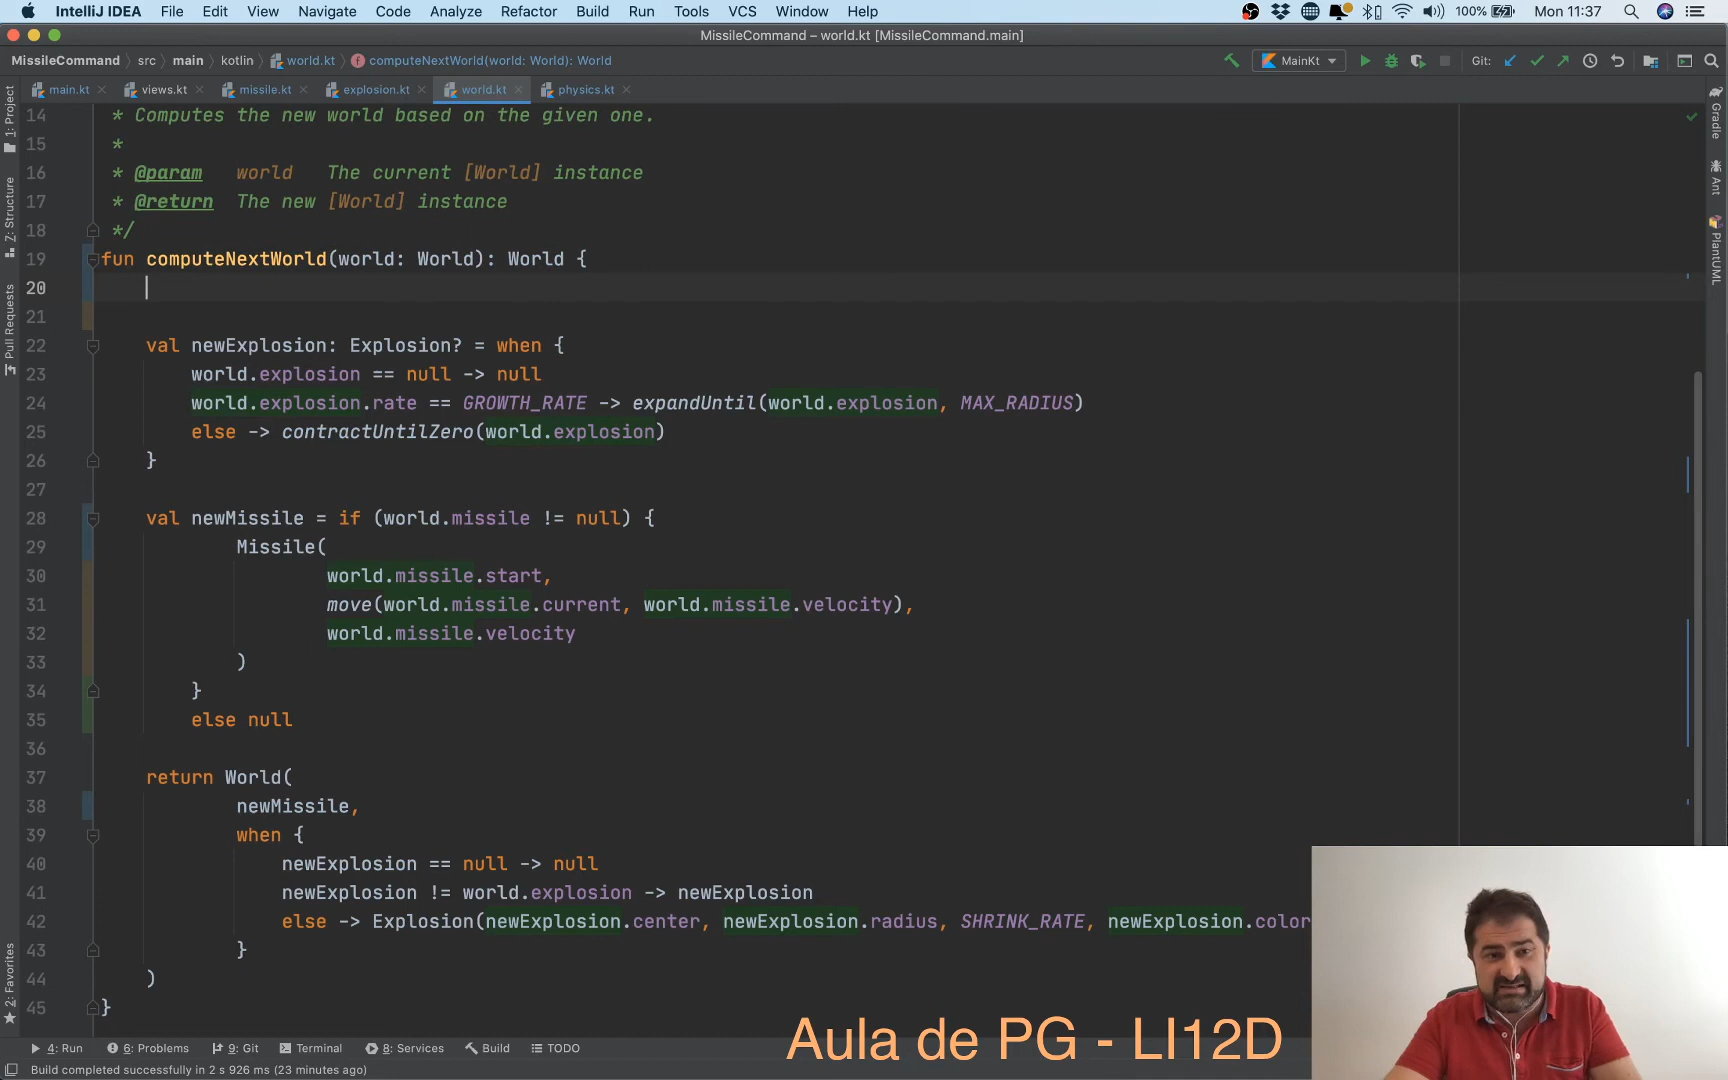 IntelliJ IDEA File Edit View Navigate Code Analyze Refactor Build Run Tools VCS Window Help 100% Mon 11:37
MissileCommand – world.kt [MissileCommand.main]
MissileCommand src main kotlin world.kt computeNextWorld(world: World): World MainKt Git:
main.kt views.kt missile.kt explosion.kt world.kt physics.kt
1: Project
Z: Structure
Pull Requests
2: Favorites
Gradle
Ant
PlantUML
14 * Computes the new world based on the given one.
15 *
16 * @param world The current [World] instance
17 * @return The new [World] instance
18 */
19 fun computeNextWorld(world: World): World {
20
21
22 val newExplosion: Explosion? = when {
23 world.explosion == null -> null
24 world.explosion.rate == GROWTH_RATE -> expandUntil(world.explosion, MAX_RADIUS)
25 else -> contractUntilZero(world.explosion)
26 }
27
28 val newMissile = if (world.missile != null) {
29 Missile(
30 world.missile.start,
31 move(world.missile.current, world.missile.velocity),
32 world.missile.velocity
33 )
34 }
35 else null
36
37 return World(
38 newMissile,
39 when {
40 newExplosion == null -> null
41 newExplosion != world.explosion -> newExplosion
42 else -> Explosion(newExplosion.center, newExplosion.radius, SHRINK_RATE, newExplosion.color
43 }
44 )
45 }
Aula de PG - LI12D
4: Run 6: Problems 9: Git Terminal 8: Services Build TODO
Build completed successfully in 2 s 926 ms (23 minutes ago)